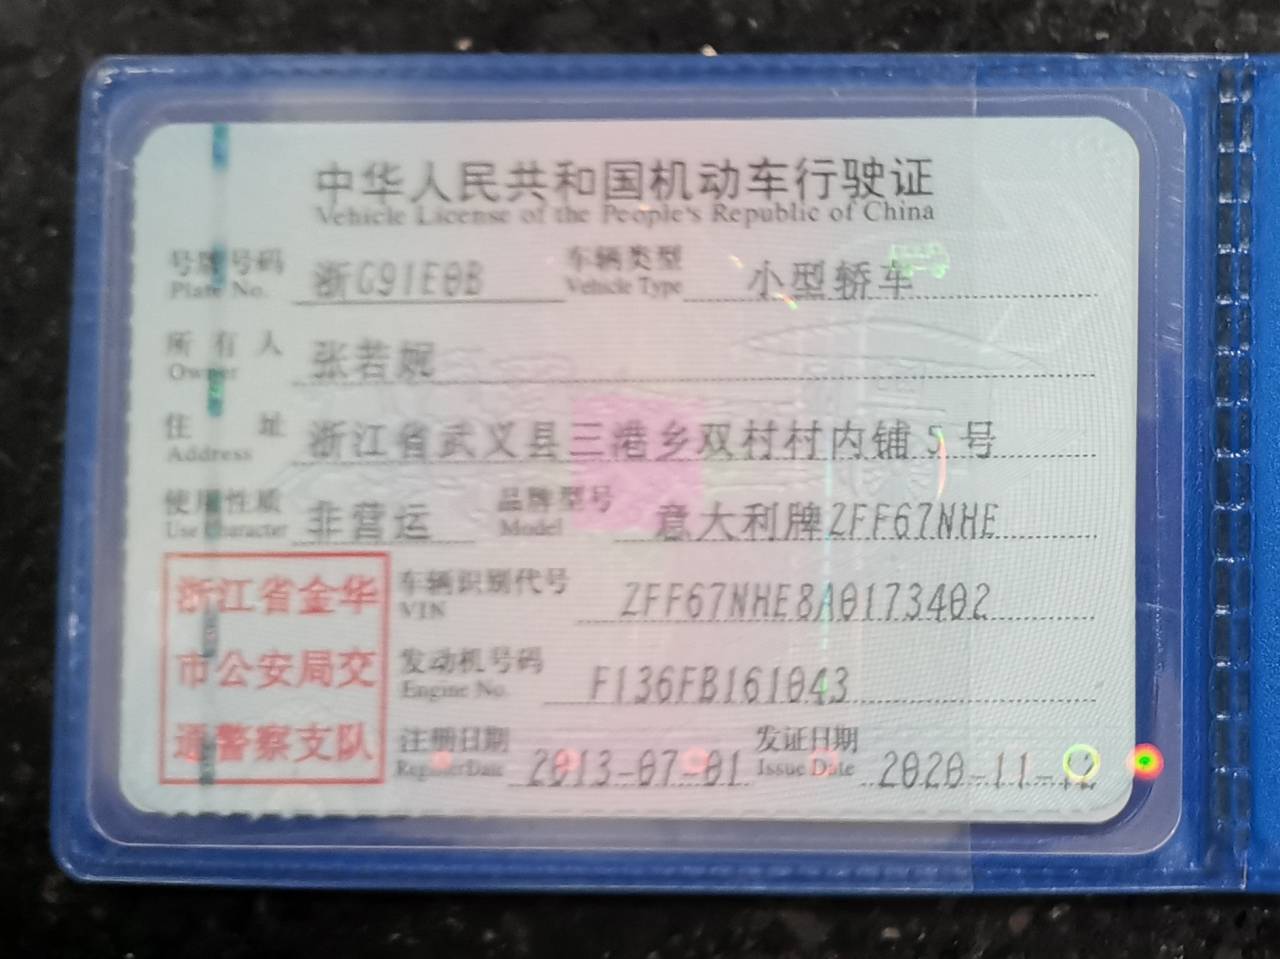 中华人民共和国机动车行驶证
Vehicle License of the People's Republic of China
号牌号码 浙G91E0B 车辆类型 小型轿车
Plate No. Vehicle Type
所有人 张若妮
Owner
住址 浙江省武义县三港乡双村村内铺5号
Address
使用性质 非营运 品牌型号 意大利牌ZFF67NHE
Use Character Model
浙江省金华
市公安局交
通警察支队
车辆识别代号 ZFF67NHE8A0173402
VIN
发动机号码 F136FB161043
Engine No.
注册日期 2013-07-01 发证日期 2020-11-12
Register Date Issue Date